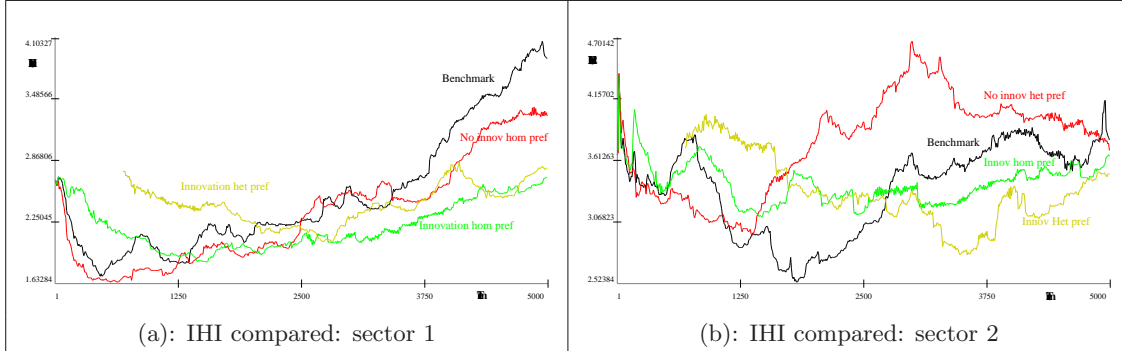 4.10327
3.48566
2.86806
2.25045
1.63284
1
1250
2500
3750
5000
Benchmark
No innov hom pref
Innovation het pref
Innovation hom pref
(a): IHI compared: sector 1
4.70142
4.15702
3.61263
3.06823
2.52384
1
1250
2500
3750
5000
No innov het pref
Benchmark
Innov hom pref
Innov Het pref
(b): IHI compared: sector 2